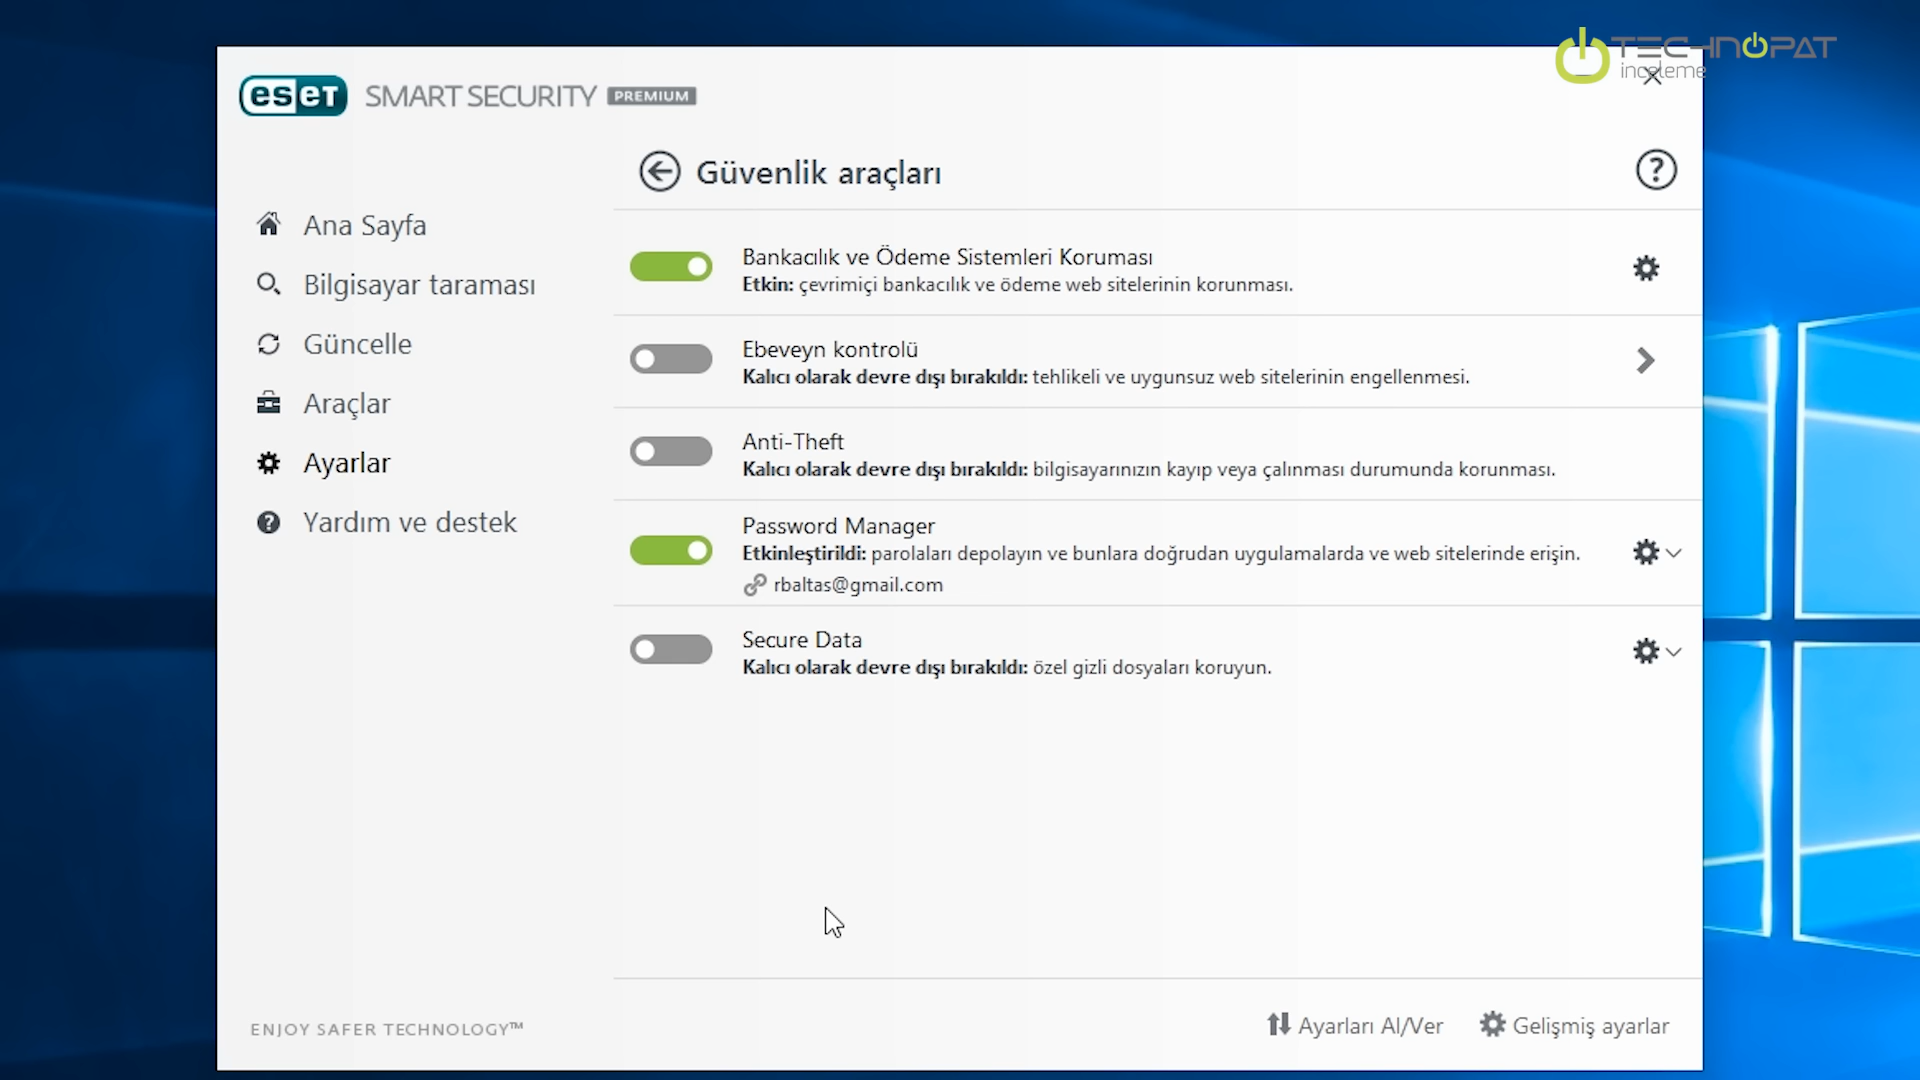 TECHNOPAT
inceleme
eset SMART SECURITY PREMIUM
Güvenlik araçları
Ana Sayfa
Bilgisayar taraması
Güncelle
Araçlar
Ayarlar
Yardım ve destek
Bankacılık ve Ödeme Sistemleri Koruması
Etkin: çevrimiçi bankacılık ve ödeme web sitelerinin korunması.
Ebeveyn kontrolü
Kalıcı olarak devre dışı bırakıldı: tehlikeli ve uygunsuz web sitelerinin engellenmesi.
Anti-Theft
Kalıcı olarak devre dışı bırakıldı: bilgisayarınızın kayıp veya çalınması durumunda korunması.
Password Manager
Etkinleştirildi: parolaları depolayın ve bunlara doğrudan uygulamalarda ve web sitelerinde erişin.
rbaltas@gmail.com
Secure Data
Kalıcı olarak devre dışı bırakıldı: özel gizli dosyaları koruyun.
ENJOY SAFER TECHNOLOGY™
Ayarları Al/Ver
Gelişmiş ayarlar